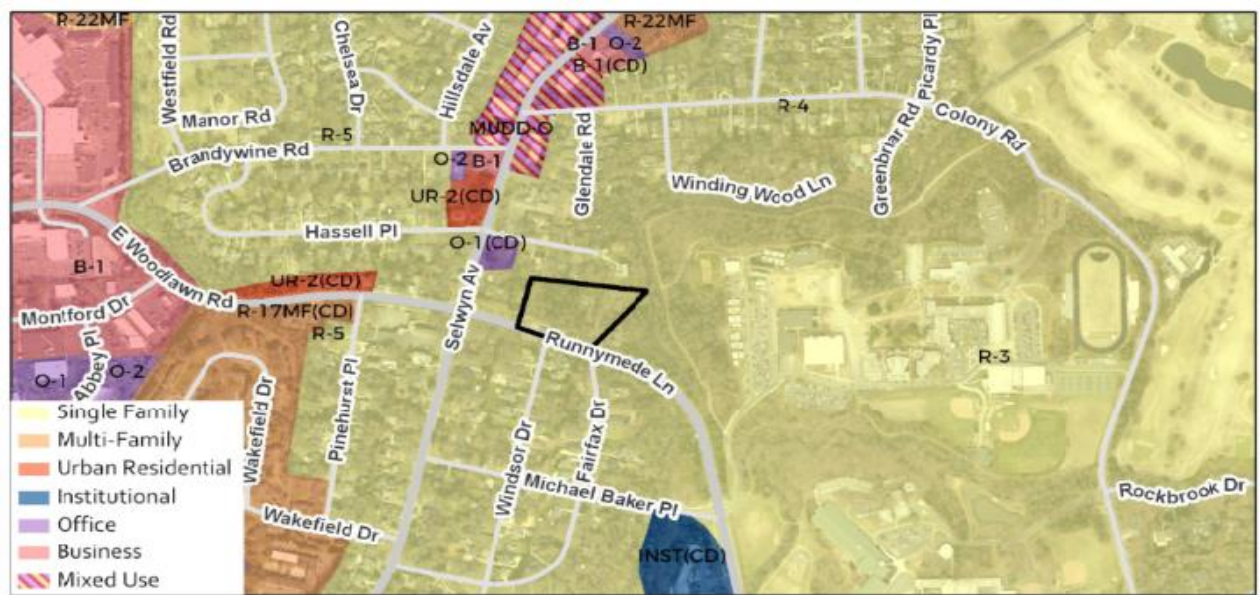 R-22MF
Westfield Rd
Chelsea Dr
Hillsdale Av
R-22MF
B-1
O-2
B-1(CD)
Picardy Pl
Manor Rd
R-5
Brandywine Rd
MUDD-O
R-4
Glendale Rd
Greenbriar Rd
Colony Rd
O-2
B-1
UR-2(CD)
Winding Wood Ln
Hassell Pl
O-1(CD)
E Woodlawn Rd
B-1
UR-2(CD)
R-17MF(CD)
R-5
Montford Dr
Abbey Pl
Selwyn Av
Runnymede Ln
R-3
O-1
O-2
Wakefield Dr
Pinehurst Pl
Windsor Dr
Fairfax Dr
Michael Baker Pl
Rockbrook Dr
Wakefield Dr
INST(CD)
Single Family
Multi-Family
Urban Residential
Institutional
Office
Business
Mixed Use